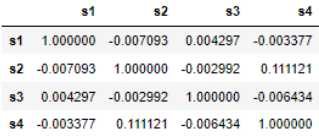 s1 s2 s3 s4
s1 1.000000 -0.007093 0.004297 -0.003377
s2 -0.007093 1.000000 -0.002992 0.111121
s3 0.004297 -0.002992 1.000000 -0.006434
s4 -0.003377 0.111121 -0.006434 1.000000